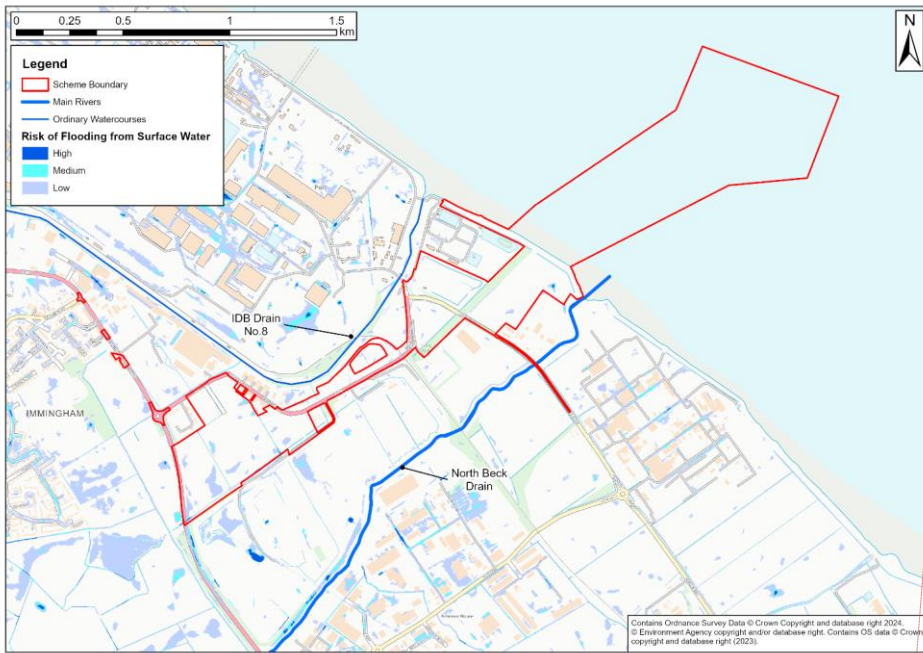 0 0.25 0.5 1 1.5
km
N
Legend
Scheme Boundary
Main Rivers
Ordinary Watercourses
Risk of Flooding from Surface Water
High
Medium
Low
Port
IDB Drain
No.8
IMMINGHAM
North Beck
Drain
Contains Ordnance Survey Data © Crown Copyright and database right 2024.
© Environment Agency copyright and/or database right. Contains OS data © Crown
copyright and database right (2023).